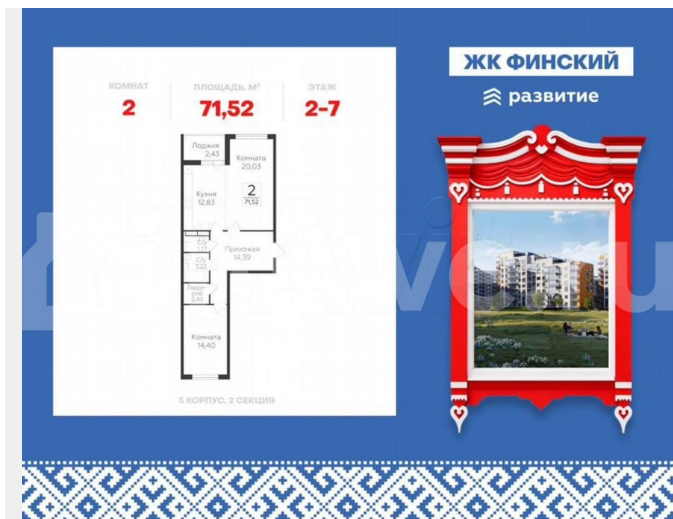 ЖК ФИНСКИЙ
развитие
КОМНАТ
2
ПЛОЩАДЬ, М²
71,52
ЭТАЖ
2-7
Лоджия
2,43
Комната
20,03
Кухня
12,83
2
71,52
Прихожая
14,39
С/у
С/у
3,22
Комната
14,40
5 КОРПУС, 2 СЕКЦИЯ